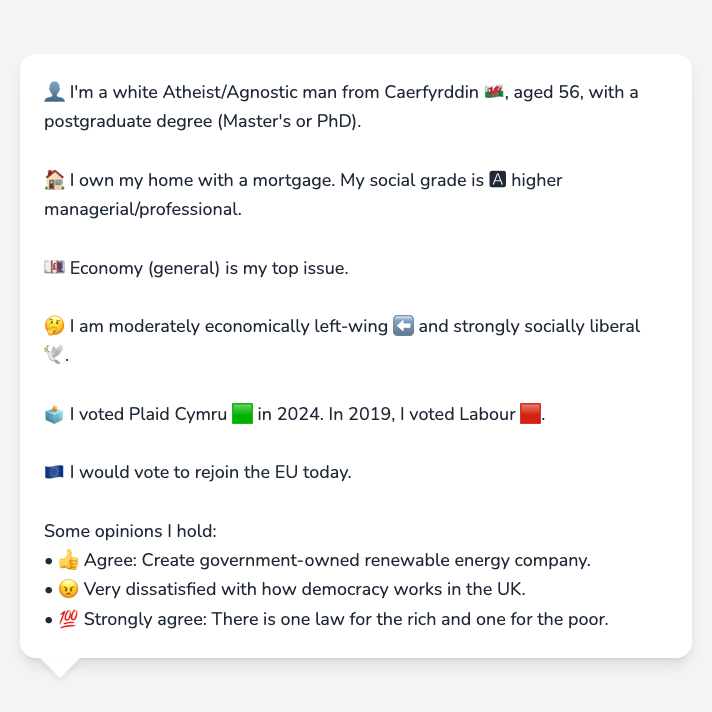 👤 I'm a white Atheist/Agnostic man from Caerfyrddin 🏴󠁧󠁢󠁷󠁬󠁳󠁿, aged 56, with a
postgraduate degree (Master's or PhD).
🏠 I own my home with a mortgage. My social grade is 🅰 higher
managerial/professional.
💷 Economy (general) is my top issue.
🤔 I am moderately economically left-wing ⬅️ and strongly socially liberal
🕊️.
🗳️ I voted Plaid Cymru 🟩 in 2024. In 2019, I voted Labour 🟥.
🇪🇺 I would vote to rejoin the EU today.
Some opinions I hold:
• 👍 Agree: Create government-owned renewable energy company.
• 😠 Very dissatisfied with how democracy works in the UK.
• 💯 Strongly agree: There is one law for the rich and one for the poor.